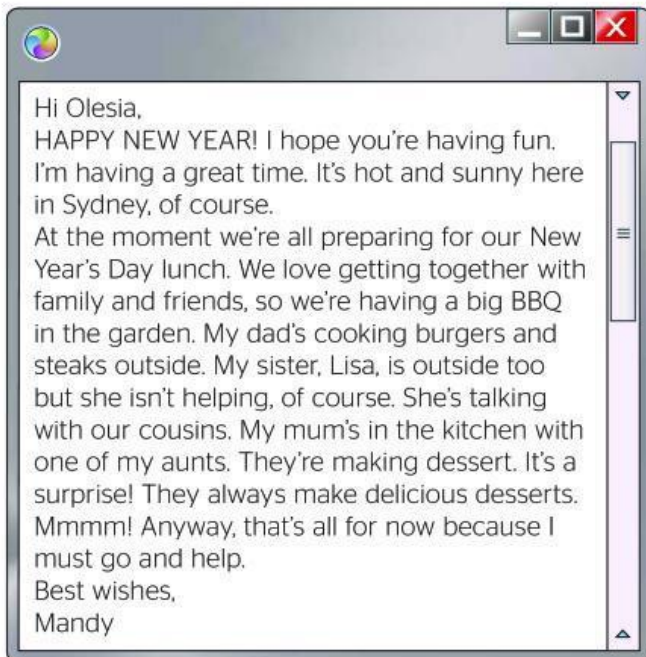 Hi Olesia,
HAPPY NEW YEAR! I hope you're having fun.
I'm having a great time. It's hot and sunny here
in Sydney, of course.
At the moment we're all preparing for our New
Year's Day lunch. We love getting together with
family and friends, so we're having a big BBQ
in the garden. My dad's cooking burgers and
steaks outside. My sister, Lisa, is outside too
but she isn't helping, of course. She's talking
with our cousins. My mum's in the kitchen with
one of my aunts. They're making dessert. It's a
surprise! They always make delicious desserts.
Mmmm! Anyway, that's all for now because I
must go and help.
Best wishes,
Mandy